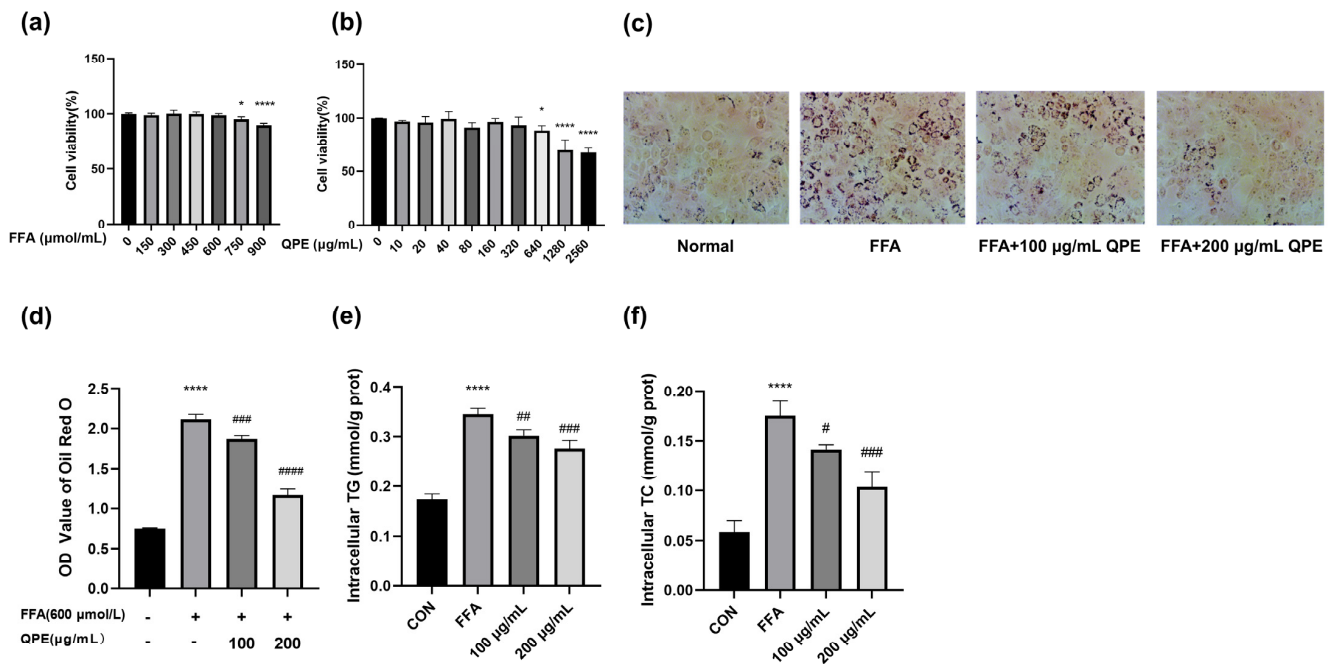 (a)
150
100
50
0
Cell viability(%)
*
****
FFA (μmol/mL)
0 150 300 450 600 750 900
(b)
150
100
50
0
Cell viability(%)
*
****
****
QPE (μg/mL)
0 10 20 40 80 160 320 640 1280 2560
(c)
Normal
FFA
FFA+100 μg/mL QPE
FFA+200 μg/mL QPE
(d)
2.5
2.0
1.5
1.0
0.5
0.0
OD Value of Oil Red O
****
###
####
FFA(600 μmol/L) - + + +
QPE(μg/mL) - - 100 200
(e)
0.4
0.3
0.2
0.1
0.0
Intracellular TG (mmol/g prot)
****
##
###
CON
FFA
100 μg/mL
200 μg/mL
(f)
0.20
0.15
0.10
0.05
0.00
Intracellular TC (mmol/g prot)
****
#
###
CON
FFA
100 μg/mL
200 μg/mL